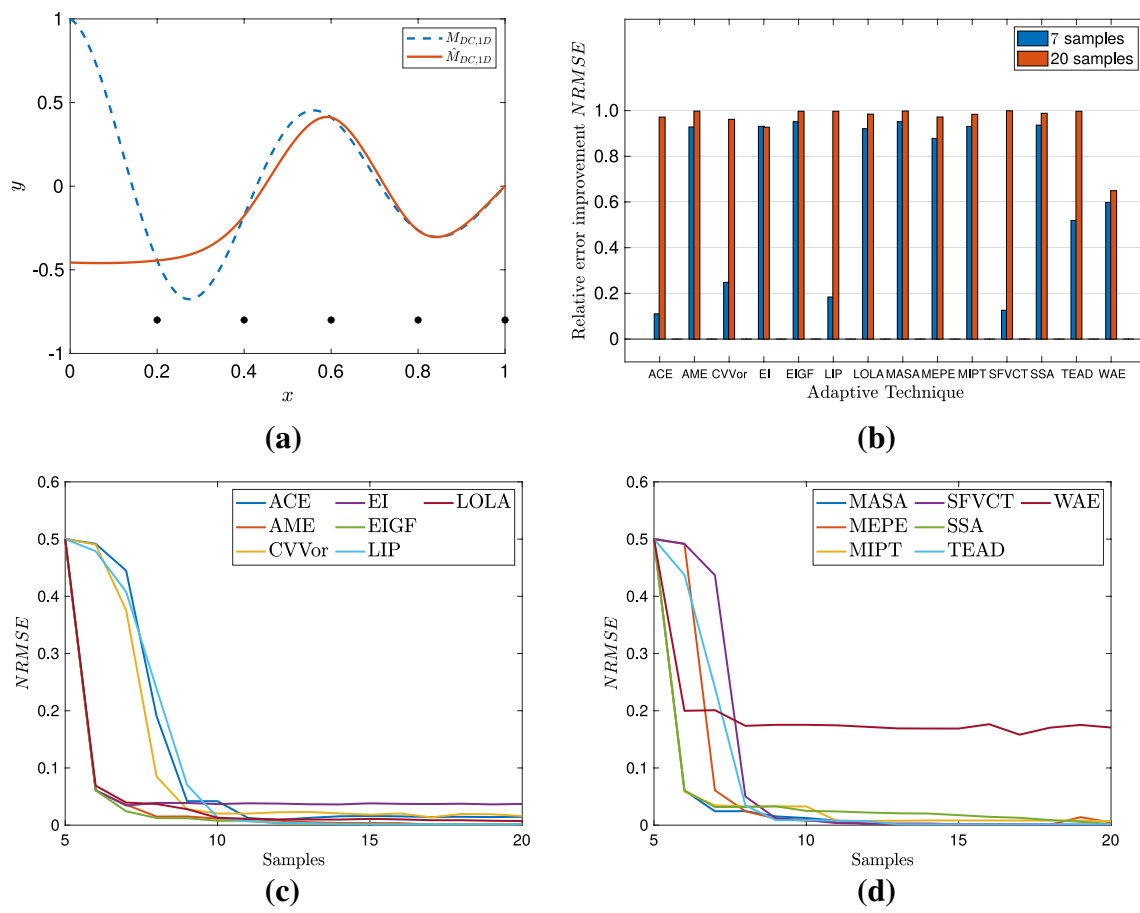 1
0.5
0
-0.5
-1
y
0
0.2
0.4
0.6
0.8
1
x
M_{DC,1D}
\hat{M}_{DC,1D}
(a)
7 samples
20 samples
1.0
0.8
0.6
0.4
0.2
0
Relative error improvement NRMSE
ACE AME CVVor EI EIGF LIP LOLA MASA MEPE MIPT SFVCT SSA TEAD WAE
Adaptive Technique
(b)
0.6
0.5
0.4
0.3
0.2
0.1
0
NRMSE
ACE EI LOLA
AME EIGF
CVVor LIP
5 10 15 20
Samples
(c)
0.6
0.5
0.4
0.3
0.2
0.1
0
NRMSE
MASA SFVCT WAE
MEPE SSA
MIPT TEAD
5 10 15 20
Samples
(d)